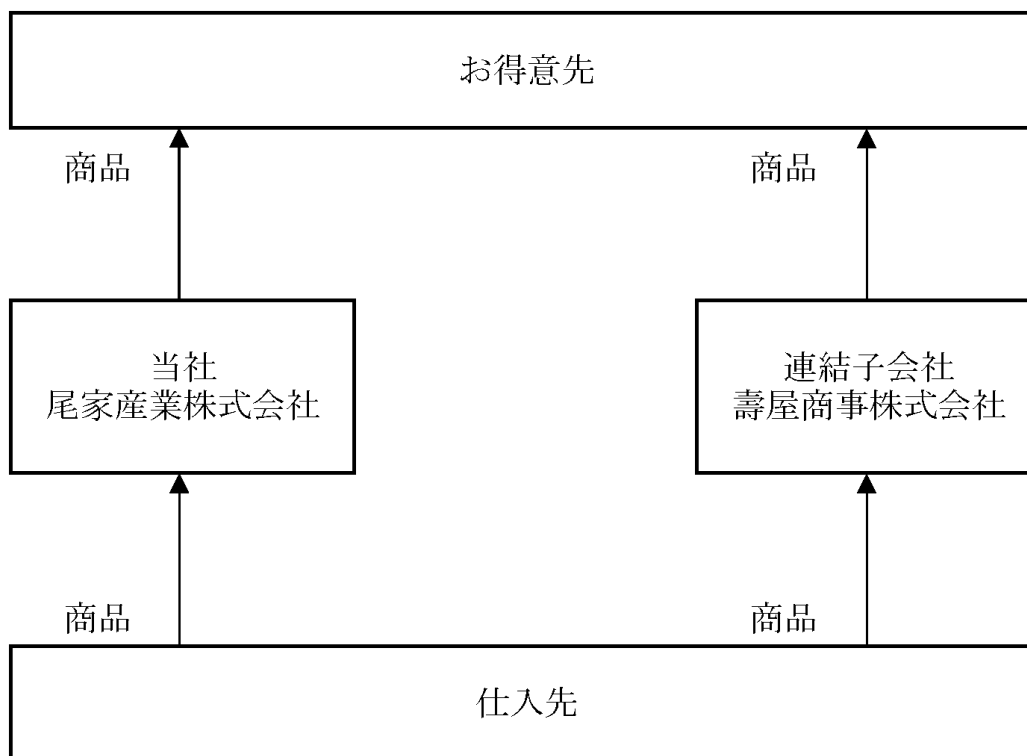 お得意先
商品
商品
当社
尾家産業株式会社
連結子会社
壽屋商事株式会社
商品
商品
仕入先